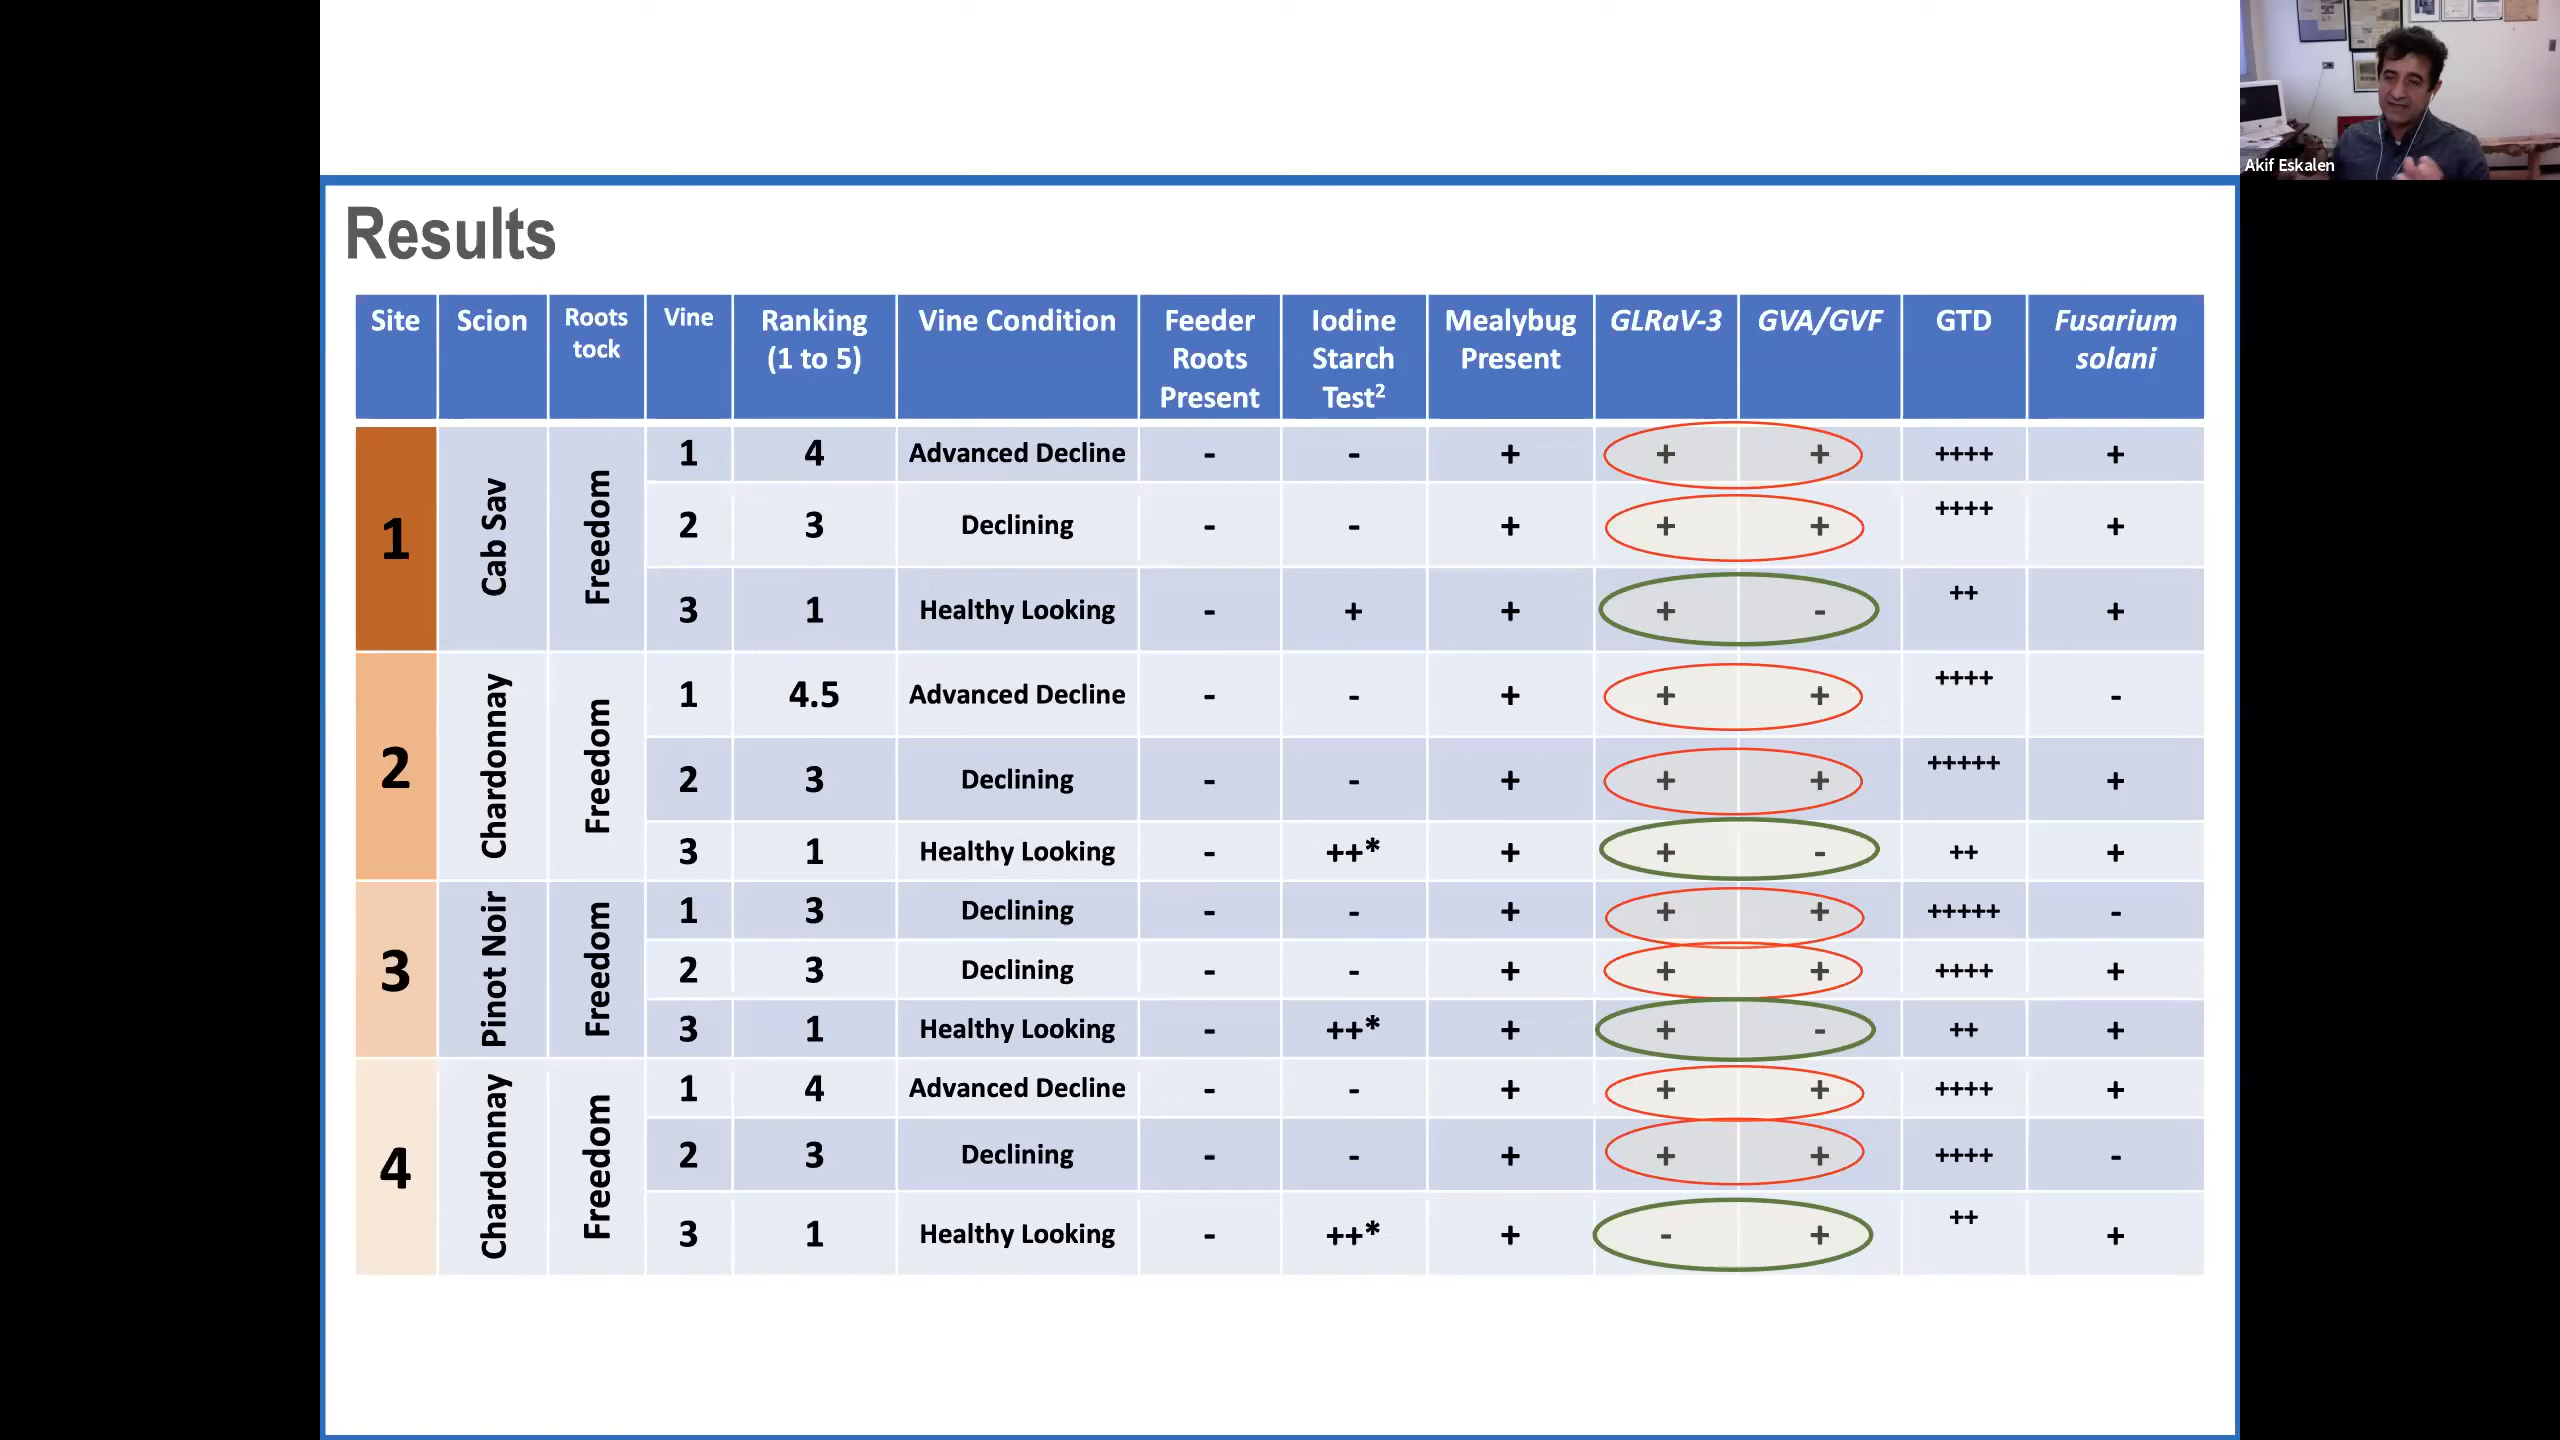 Akif Eskalen
Results
Site Scion Roots tock Vine Ranking (1 to 5) Vine Condition Feeder Roots Present Iodine Starch Test² Mealybug Present GLRaV-3 GVA/GVF GTD Fusarium solani
1 Cab Sav Freedom 1 4 Advanced Decline - - + + + ++++ +
2 3 Declining - - + + + ++++ +
3 1 Healthy Looking - + + + - ++ +
2 Chardonnay Freedom 1 4.5 Advanced Decline - - + + + ++++ -
2 3 Declining - - + + + +++++ +
3 1 Healthy Looking - ++* + + - ++ +
3 Pinot Noir Freedom 1 3 Declining - - + + + +++++ -
2 3 Declining - - + + + ++++ +
3 1 Healthy Looking - ++* + + - ++ +
4 Chardonnay Freedom 1 4 Advanced Decline - - + + + ++++ +
2 3 Declining - - + + + ++++ -
3 1 Healthy Looking - ++* + - + ++ +